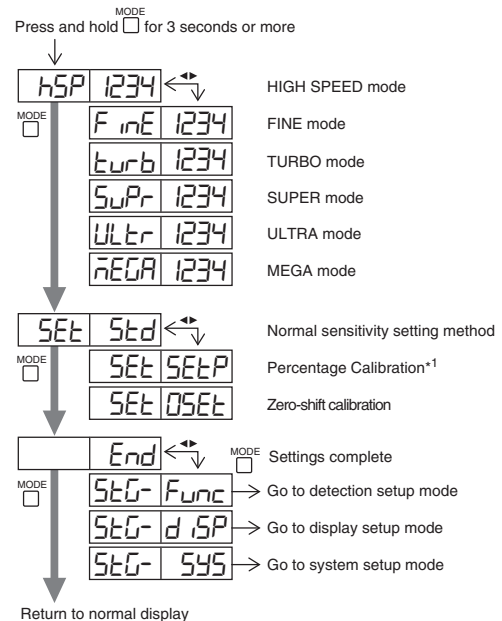 MODE
Press and hold for 3 seconds or more
hSP 1234 HIGH SPEED mode
MODE
FinE 1234 FINE mode
turb 1234 TURBO mode
SuPr 1234 SUPER mode
ULtr 1234 ULTRA mode
mEGA 1234 MEGA mode
SEt Std Normal sensitivity setting method
MODE
SEt SEtP Percentage Calibration*1
SEt 0SEt Zero-shift calibration
End MODE Settings complete
MODE
StG- Func Go to detection setup mode
StG- diSP Go to display setup mode
StG- SYS Go to system setup mode
Return to normal display